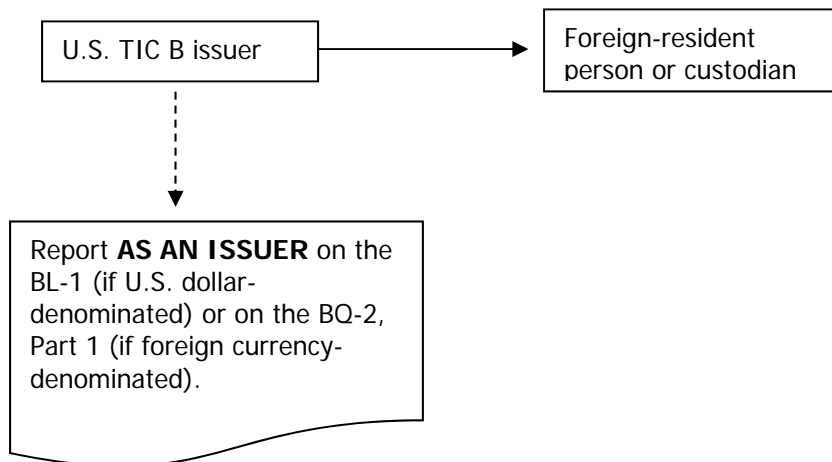 U.S. TIC B issuer
Foreign-resident
person or custodian
Report AS AN ISSUER on the
BL-1 (if U.S. dollar-
denominated) or on the BQ-2,
Part 1 (if foreign currency-
denominated).